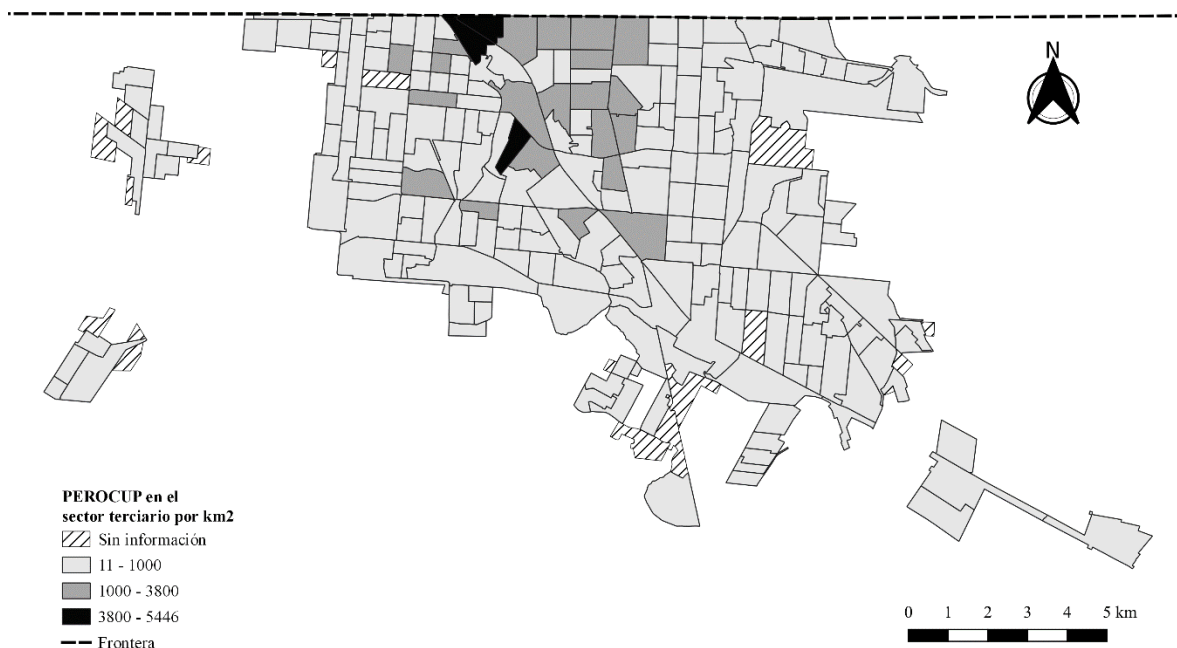 N
PEROCUP en el
sector terciario por km2
Sin información
11 - 1000
1000 - 3800
3800 - 5446
Frontera
0 1 2 3 4 5 km